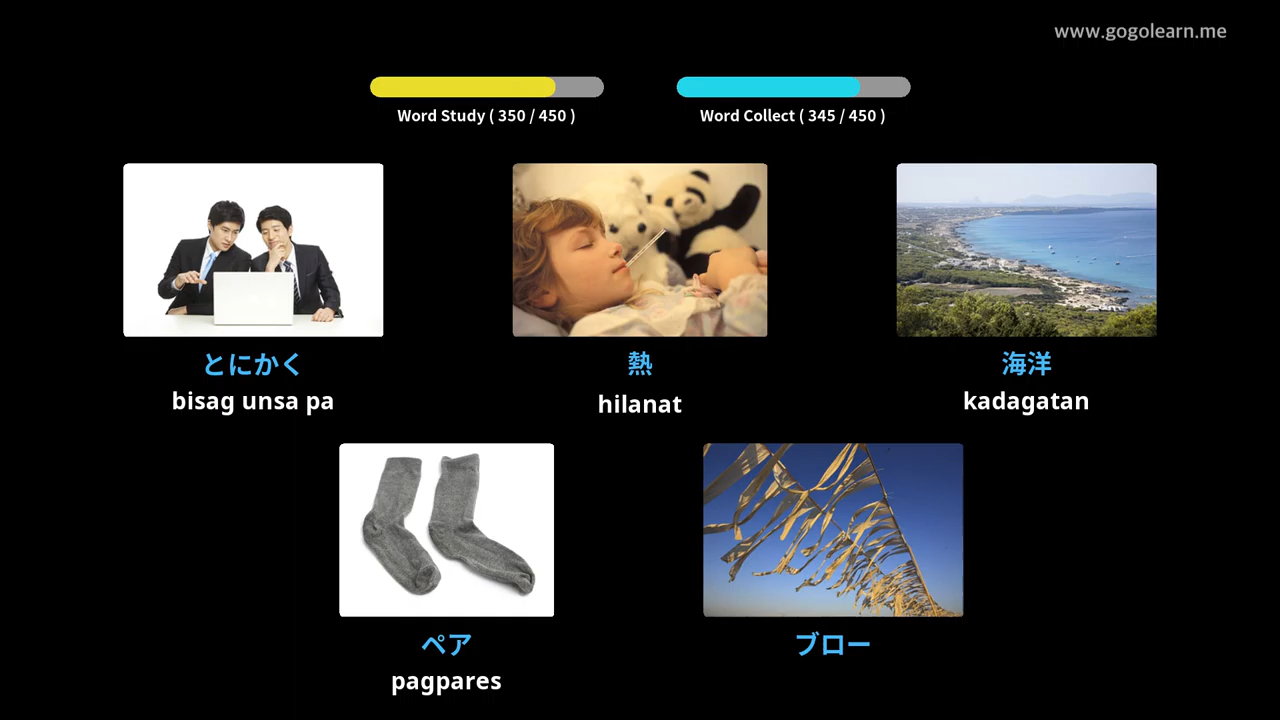 www.gogolearn.me
Word Study ( 350 / 450 )
Word Collect ( 345 / 450 )
とにかく
bisag unsa pa
熱
hilanat
海洋
kadagatan
ペア
pagpares
ブロー